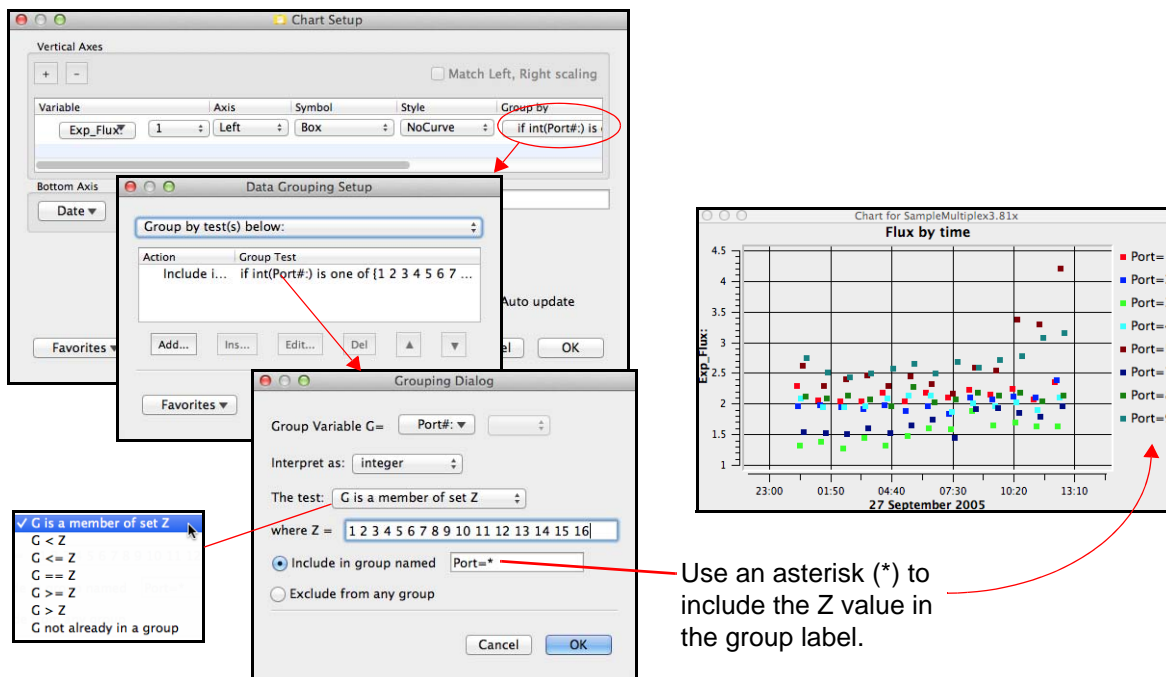 Chart Setup
Vertical Axes
+ -
Match Left, Right scaling
Variable Axis Symbol Style Group by
Exp_Flux: 1 Left Box NoCurve if int(Port#:) is
Bottom Axis
Date
Auto update
Favorites
OK
Data Grouping Setup
Group by test(s) below:
Action Group Test
Include i... if int(Port#:) is one of {1 2 3 4 5 6 7 ...
Add... Ins... Edit... Del
Favorites
Grouping Dialog
Group Variable G= Port#:
Interpret as: integer
The test: G is a member of set Z
where Z = 1 2 3 4 5 6 7 8 9 10 11 12 13 14 15 16
Include in group named Port=*
Exclude from any group
Cancel OK
✓ G is a member of set Z
G < Z
G <= Z
G == Z
G >= Z
G > Z
G not already in a group
Chart for SampleMultiplex3.81x
Flux by time
Exp_Flux:
4.5
4
3.5
3
2.5
2
1.5
1
23:00 01:50 04:40 07:30 10:20 13:10
27 September 2005
Port=
Port=
Port=
Port=
Port=
Port=
Port=
Port=
Use an asterisk (*) to
include the Z value in
the group label.